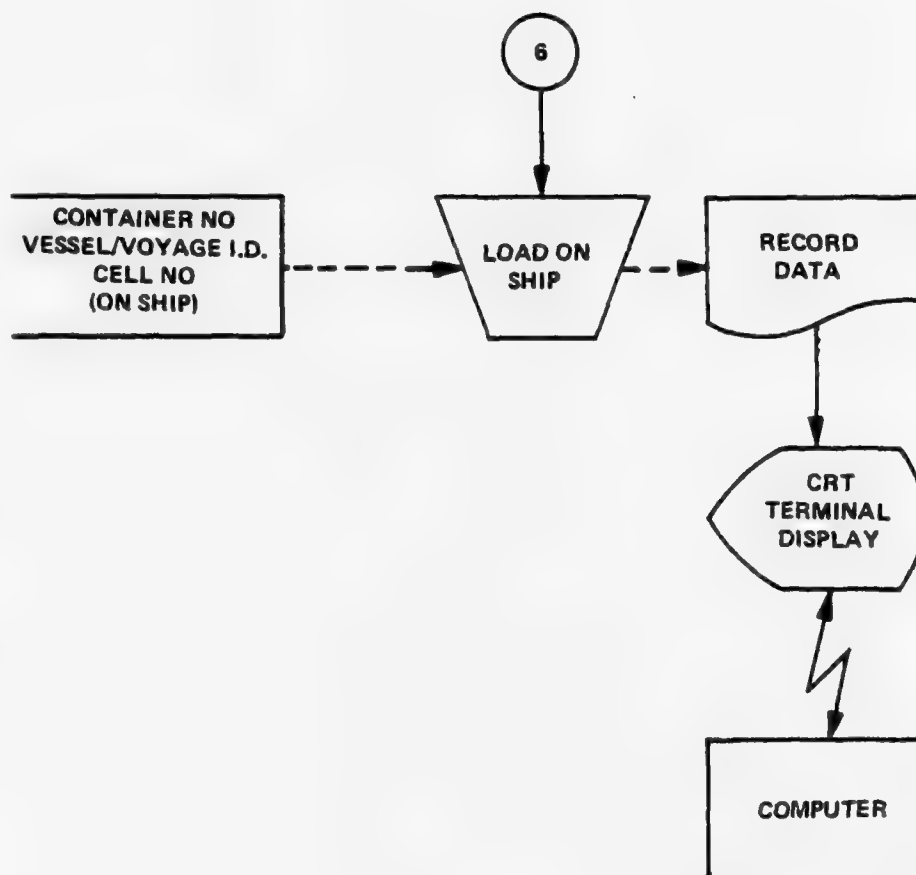 6
CONTAINER NO
VESSEL/VOYAGE I.D.
CELL NO
(ON SHIP)
LOAD ON
SHIP
RECORD
DATA
CRT
TERMINAL
DISPLAY
COMPUTER